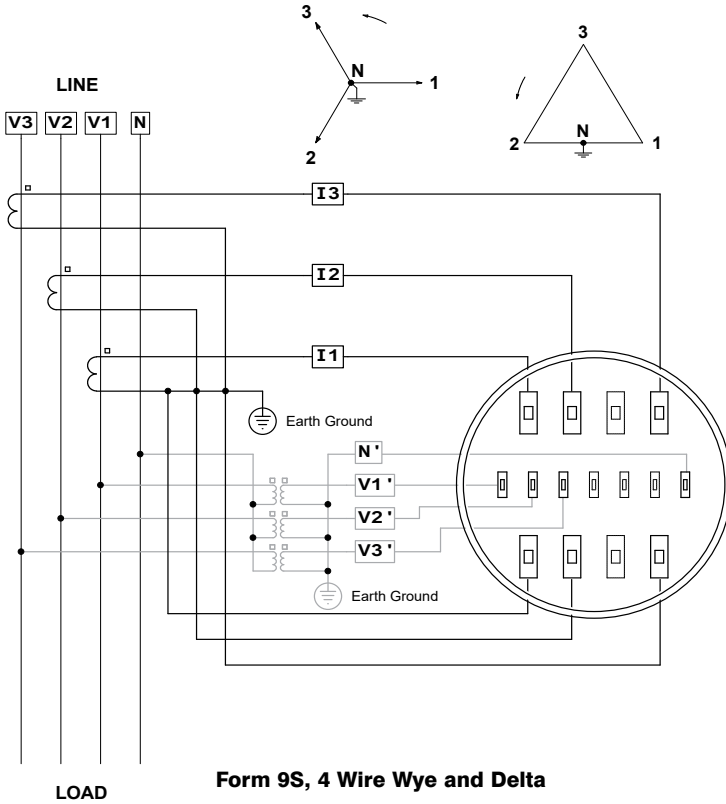 3
N
1
2
3
N
2
1
LINE
V3 V2 V1 N
I3
I2
I1
Earth Ground
N'
V1'
V2'
V3'
Earth Ground
Form 9S, 4 Wire Wye and Delta
LOAD